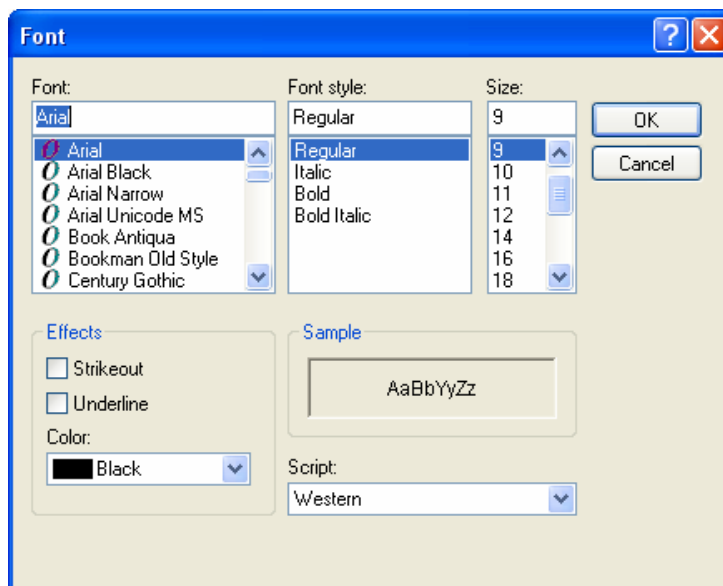 Font
Font:
Font style:
Size:
Arial
Regular
9
OK
Cancel
Arial
Arial Black
Arial Narrow
Arial Unicode MS
Book Antiqua
Bookman Old Style
Century Gothic
Regular
Italic
Bold
Bold Italic
9
10
11
12
14
16
18
Effects
Strikeout
Underline
Color:
Black
Sample
AaBbYyZz
Script:
Western